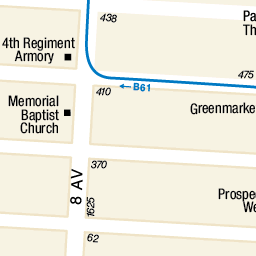 438
Pa
Th
4th Regiment
Armory
475
B61
410
Memorial
Baptist
Church
Greenmarke
370
8 AV
1625
Prospe
We
62